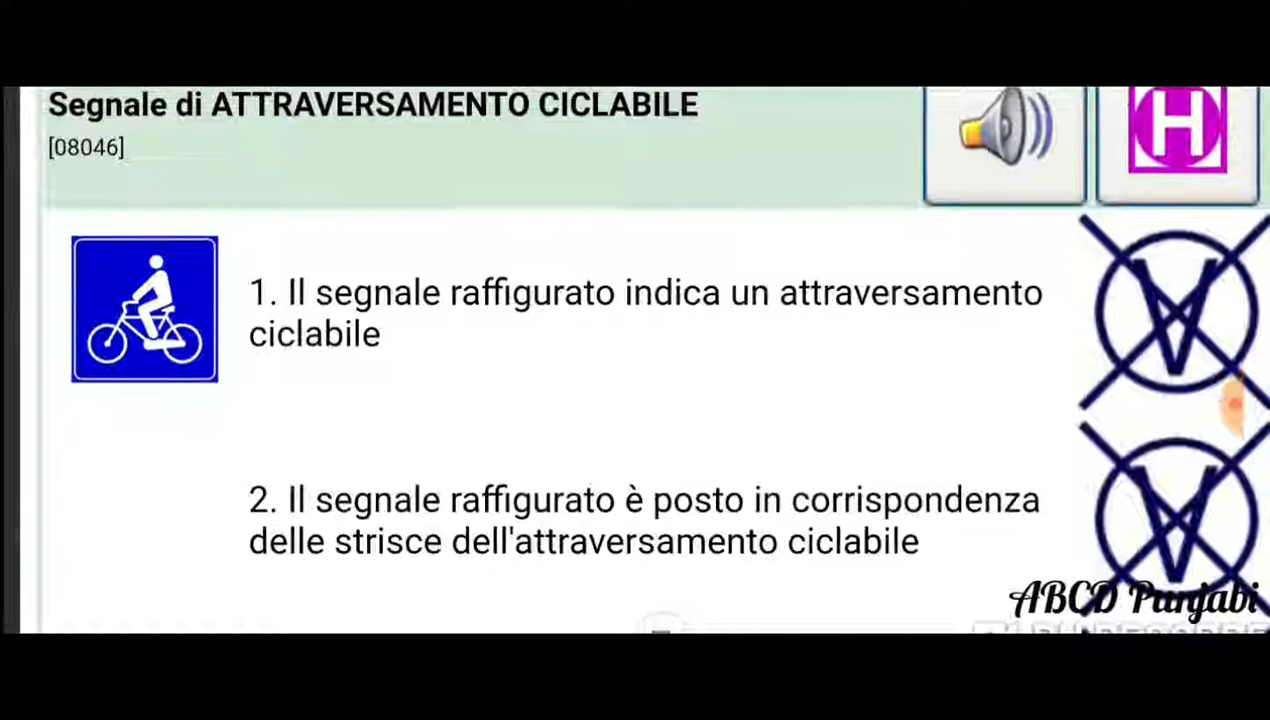 Segnale di ATTRAVERSAMENTO CICLABILE
[08046]
H
1. Il segnale raffigurato indica un attraversamento
ciclabile
V
2. Il segnale raffigurato è posto in corrispondenza
delle strisce dell'attraversamento ciclabile
V
ABCD Punjabi